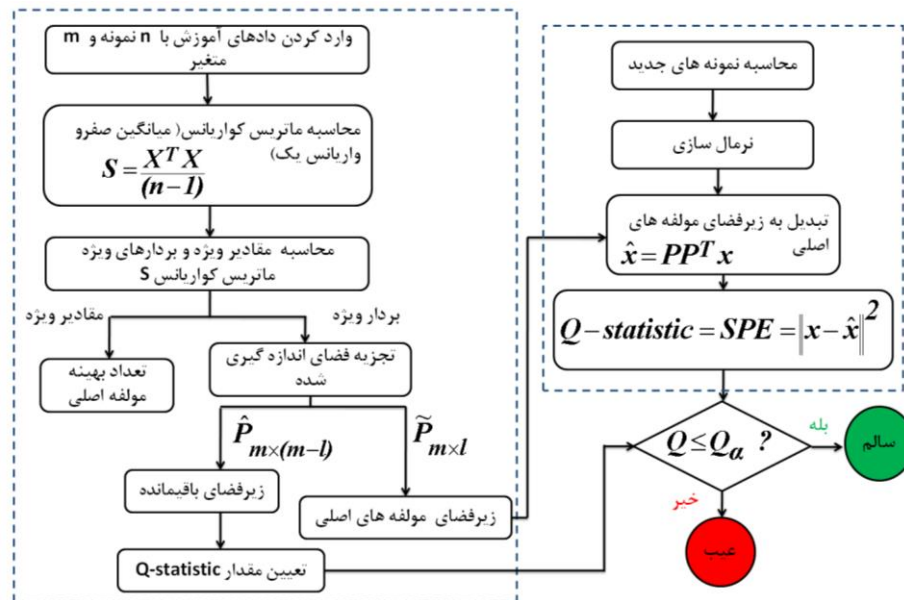 وارد کردن دادهای آموزش با n نمونه و m
متغیر
محاسبه ماتریس کواریانس( میانگین صفرو
واریانس یک)
S = X^T X / (n-1)
محاسبه مقادیر ویژه و بردارهای ویژه
ماتریس کواریانس S
مقادیر ویژه
بردار ویژه
تعداد بهینه
مولفه اصلی
تجزیه فضای اندازه گیری
شده
P̂ m×(m-l)
P̃ m×l
زیرفضای باقیمانده
زیرفضای مولفه های اصلی
تعیین مقدار Q-statistic
محاسبه نمونه های جدید
نرمال سازی
تبدیل به زیرفضای مولفه های
اصلی
x̂ = PP^T x
Q-statistic = SPE = ‖x - x̂‖^2
Q ≤ Q_α ?
بله
سالم
خیر
عیب